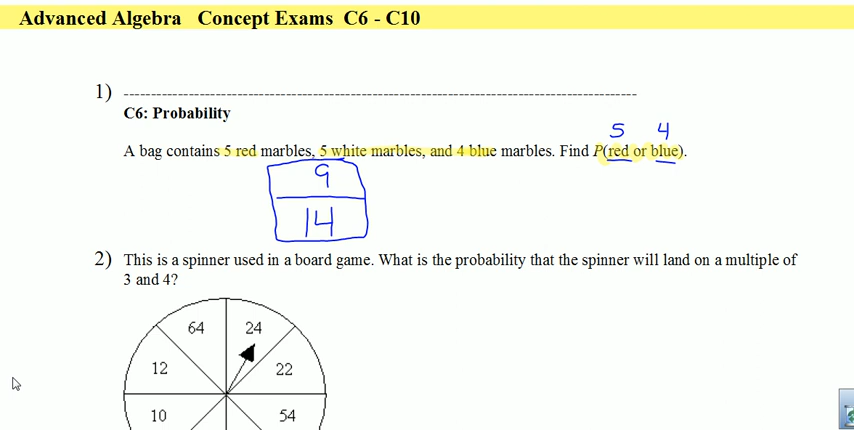 Advanced Algebra Concept Exams C6 - C10
1)
C6: Probability
5 4
A bag contains 5 red marbles, 5 white marbles, and 4 blue marbles. Find P(red or blue).
9
14
2) This is a spinner used in a board game. What is the probability that the spinner will land on a multiple of
3 and 4?
64 24
12 22
10 54